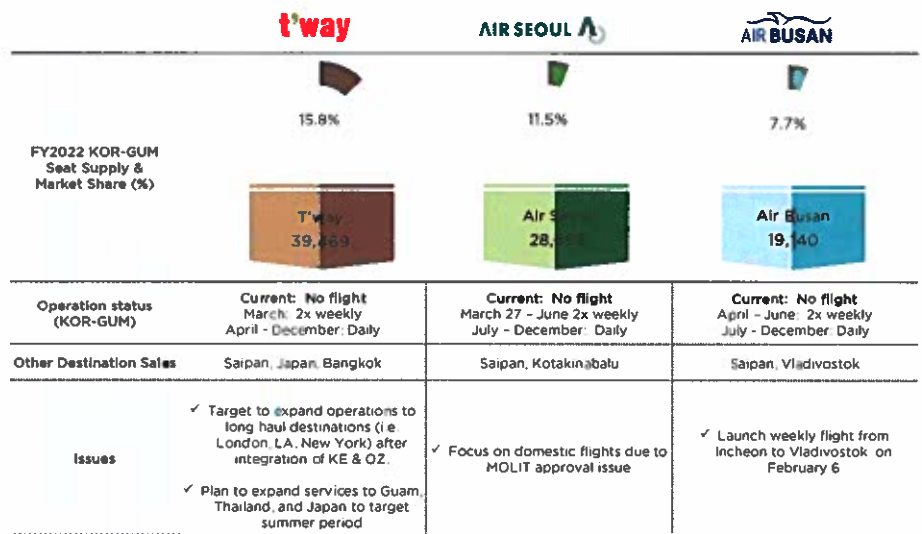 t'way
AIR SEOUL
AIR BUSAN
15.8%
11.5%
7.7%
FY2022 KOR-GUM
Seat Supply &
Market Share (%)
T'way
39,469
Air
28,
Air Busan
19,140
Operation status
(KOR-GUM)
Current: No flight
March: 2x weekly
April - December: Daily
Current: No flight
March 27 - June 2x weekly
July - December: Daily
Current: No flight
April - June: 2x weekly
July - December: Daily
Other Destination Sales
Saipan, Japan, Bangkok
Saipan, Kotakinabalu
Saipan, Vladivostok
Issues
✓ Target to expand operations to
long haul destinations (i.e.
London, LA, New York) after
integration of KE & OZ.
✓ Plan to expand services to Guam,
Thailand, and Japan to target
summer period
✓ Focus on domestic flights due to
MOLIT approval issue
✓ Launch weekly flight from
Incheon to Vladivostok on
February 6